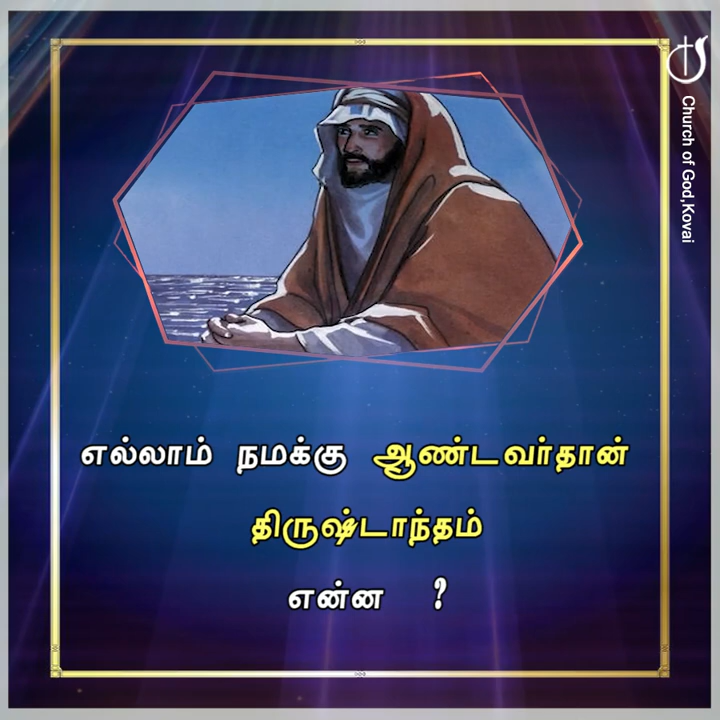 Church of God,Kovai
எல்லாம் நமக்கு ஆண்டவர்தான்
திருஷ்டாந்தம்
என்ன ?